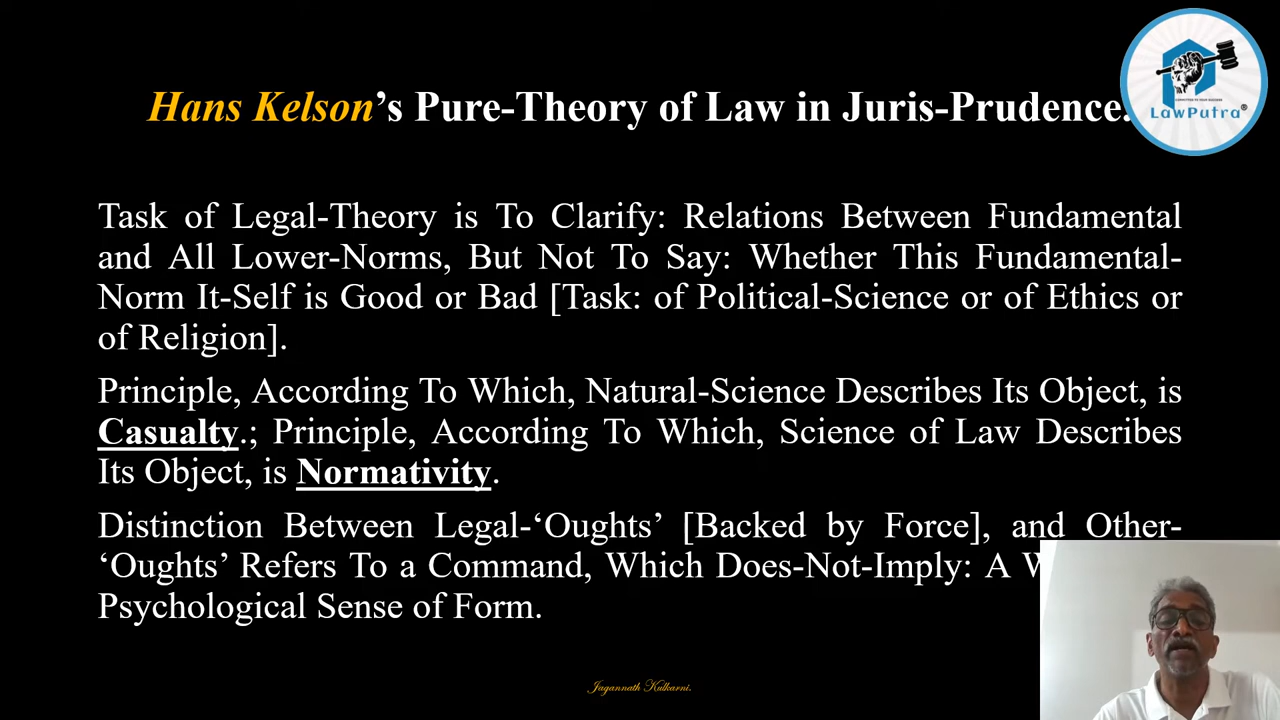 Hans Kelson's Pure-Theory of Law in Juris-Prudence.
LawPutra®
Task of Legal-Theory is To Clarify: Relations Between Fundamental
and All Lower-Norms, But Not To Say: Whether This Fundamental-
Norm It-Self is Good or Bad [Task: of Political-Science or of Ethics or
of Religion].
Principle, According To Which, Natural-Science Describes Its Object, is
Casualty.; Principle, According To Which, Science of Law Describes
Its Object, is Normativity.
Distinction Between Legal-‘Oughts’ [Backed by Force], and Other-
‘Oughts’ Refers To a Command, Which Does-Not-Imply: A
Psychological Sense of Form.
Jagannath Kulkarni.